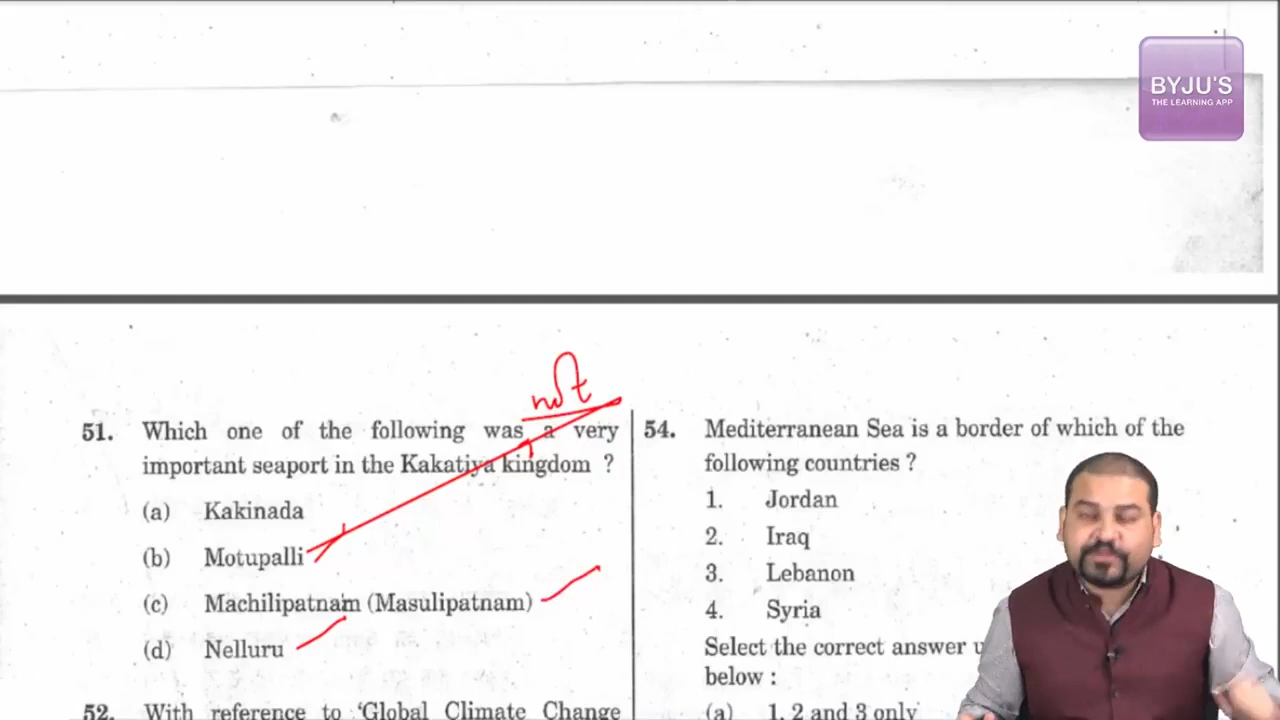 BYJU'S
THE LEARNING APP
not
51. Which one of the following was a very
important seaport in the Kakatiya kingdom ?
(a) Kakinada
(b) Motupalli
(c) Machilipatnam (Masulipatnam)
(d) Nelluru
52. With reference to 'Global Climate Change
54. Mediterranean Sea is a border of which of the
following countries ?
1. Jordan
2. Iraq
3. Lebanon
4. Syria
Select the correct answer
below :
(a) 1, 2 and 3 only